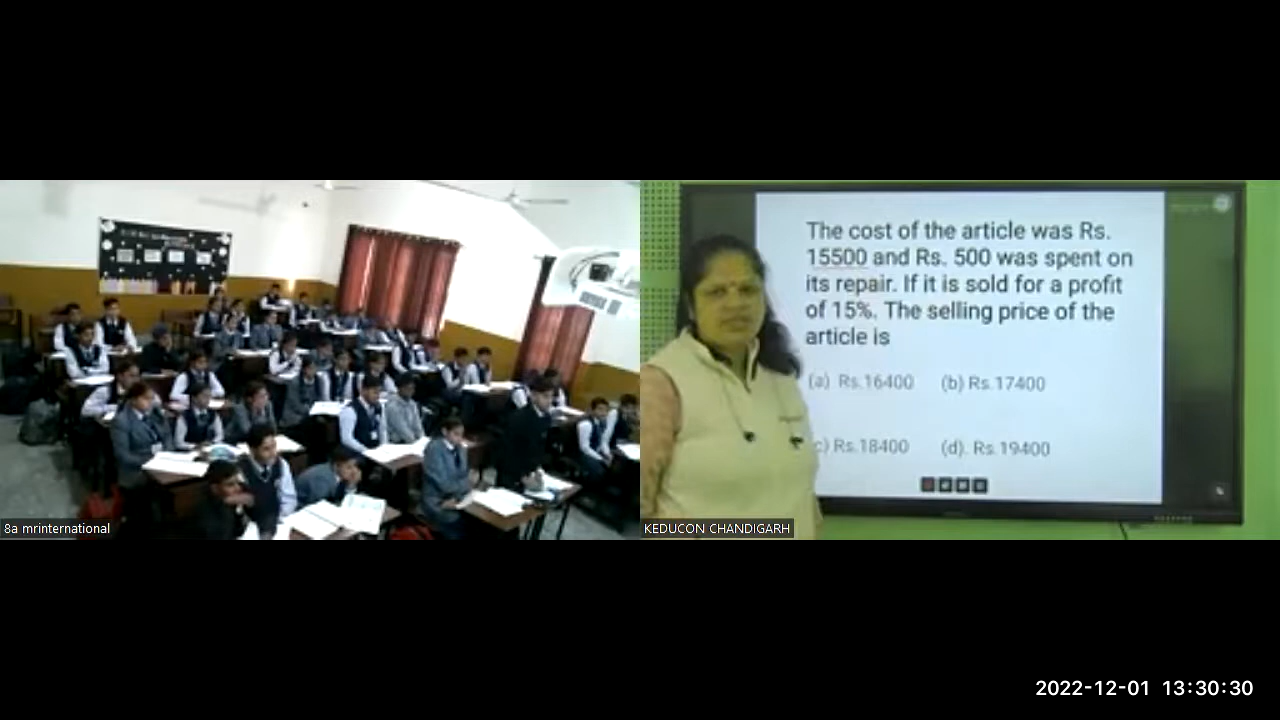 The cost of the article was Rs.
15500 and Rs. 500 was spent on
its repair. If it is sold for a profit
of 15%. The selling price of the
article is
(a) Rs.16400 (b) Rs.17400
c) Rs.18400 (d). Rs.19400
8a mrinternational
KEDUCON CHANDIGARH
2022-12-01 13:30:30